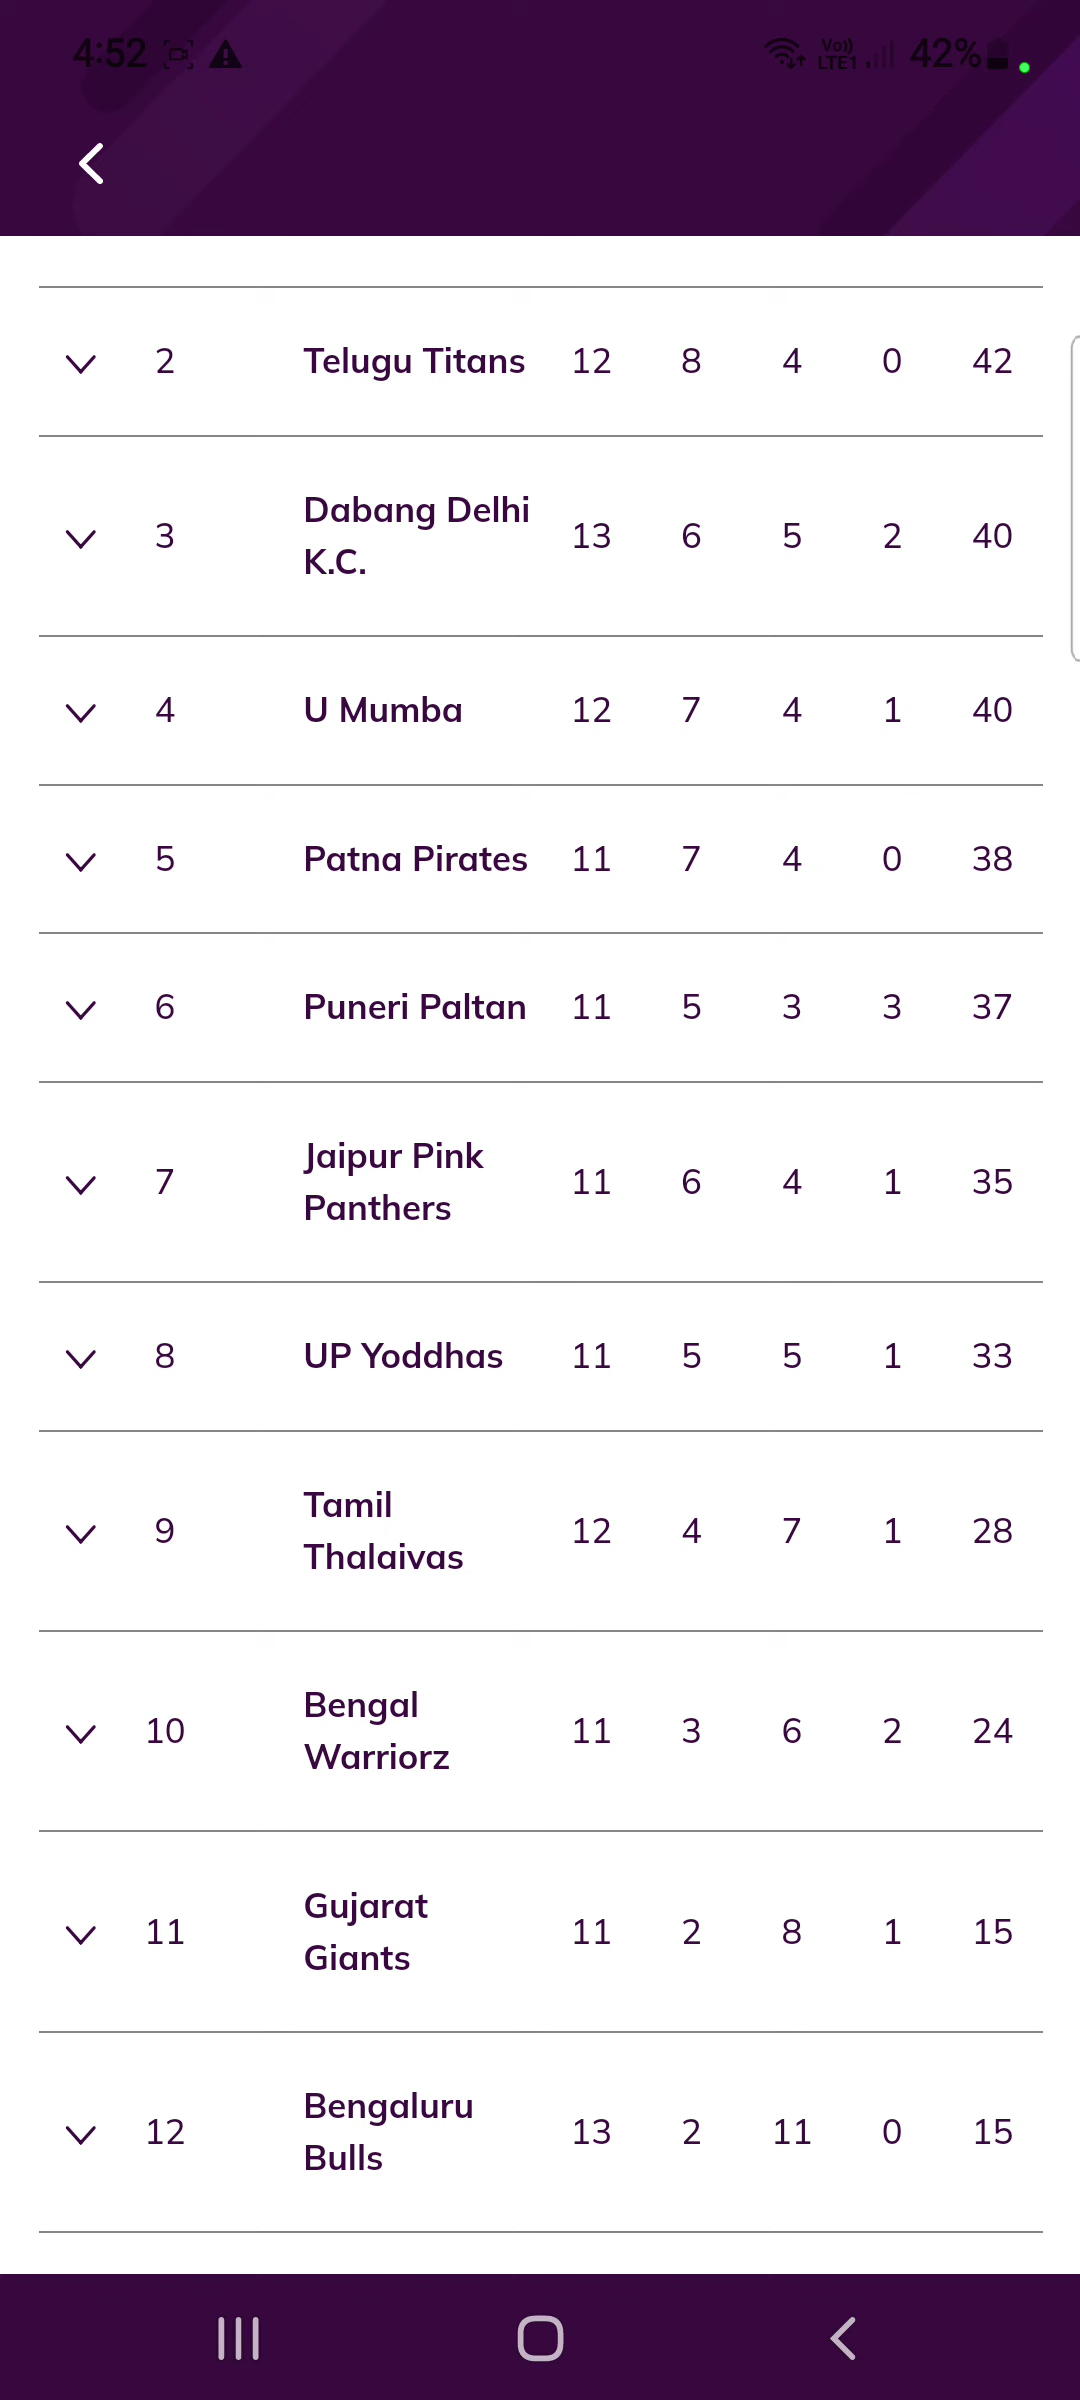 4:52 Vo)) LTE1 42%
2 Telugu Titans 12 8 4 0 42
3 Dabang Delhi K.C. 13 6 5 2 40
4 U Mumba 12 7 4 1 40
5 Patna Pirates 11 7 4 0 38
6 Puneri Paltan 11 5 3 3 37
7 Jaipur Pink Panthers 11 6 4 1 35
8 UP Yoddhas 11 5 5 1 33
9 Tamil Thalaivas 12 4 7 1 28
10 Bengal Warriorz 11 3 6 2 24
11 Gujarat Giants 11 2 8 1 15
12 Bengaluru Bulls 13 2 11 0 15